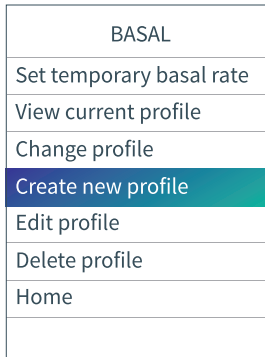 BASAL
Set temporary basal rate
View current profile
Change profile
Create new profile
Edit profile
Delete profile
Home